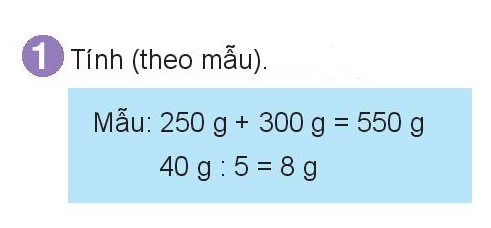 1 Tính (theo mẫu).
Mẫu: 250 g + 300 g = 550 g
40 g : 5 = 8 g